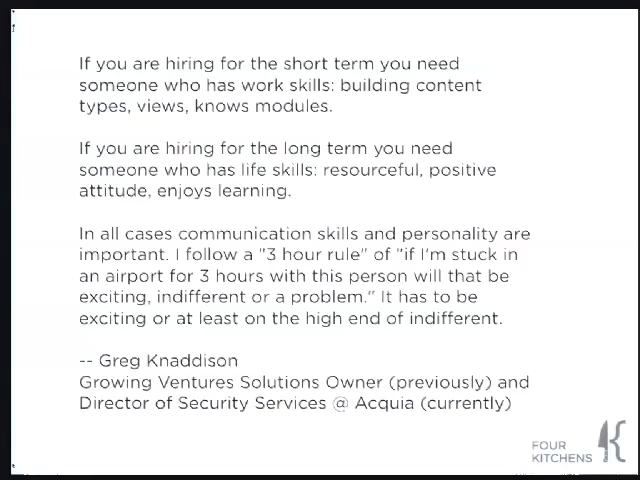 If you are hiring for the short term you need
someone who has work skills: building content
types, views, knows modules.
If you are hiring for the long term you need
someone who has life skills: resourceful, positive
attitude, enjoys learning.
In all cases communication skills and personality are
important. I follow a "3 hour rule" of "if I'm stuck in
an airport for 3 hours with this person will that be
exciting, indifferent or a problem." It has to be
exciting or at least on the high end of indifferent.
-- Greg Knaddison
Growing Ventures Solutions Owner (previously) and
Director of Security Services @ Acquia (currently)
FOUR
KITCHENS